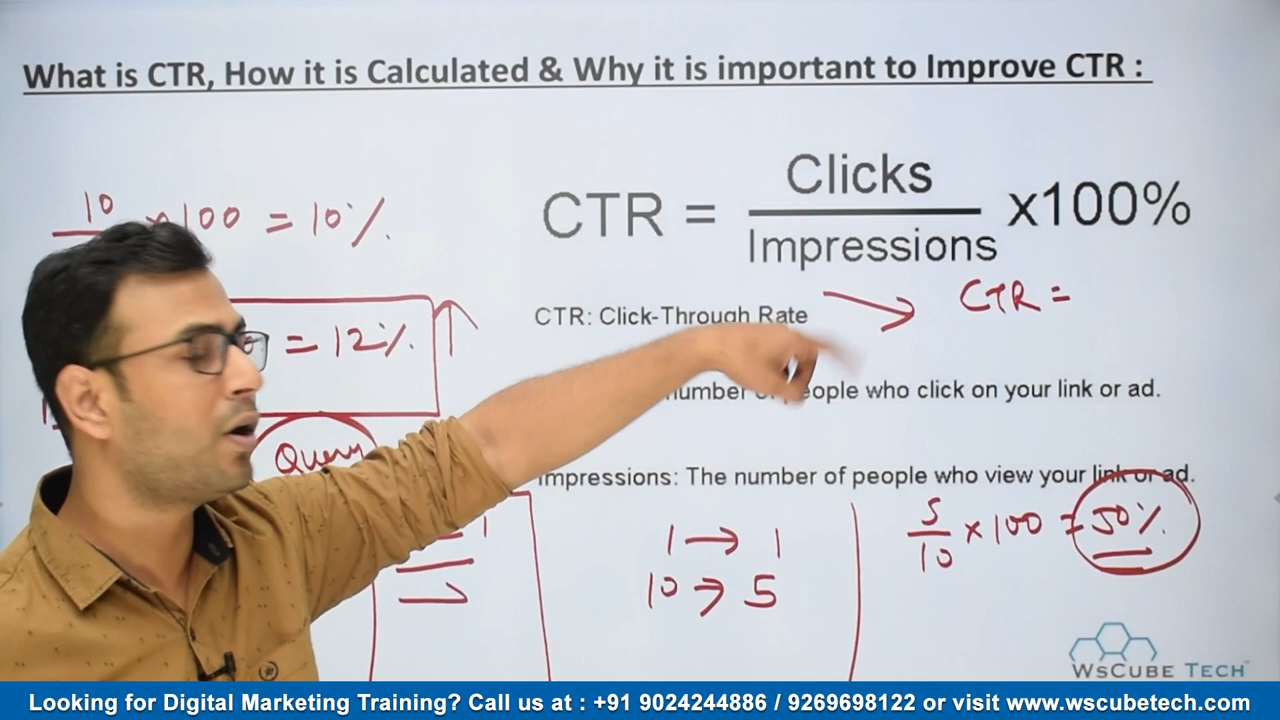 What is CTR, How it is Calculated & Why it is important to Improve CTR :
10 × 100 = 10%.
= 12%.
Query
CTR = Clicks
Impressions
x100%
CTR: Click-Through Rate
CTR =
people who click on your link or ad.
Impressions: The number of people who view your link or ad.
1 → 1
10 → 5
5
10
× 100 = 50%.
WSCUBE TECH
Looking for Digital Marketing Training? Call us at : +91 9024244886 / 9269698122 or visit www.wscubetech.com